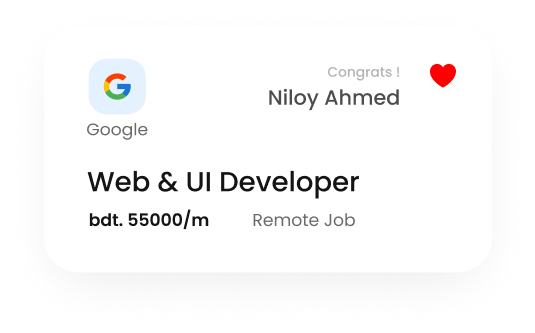 Congrats !
Niloy Ahmed
Google
Web & UI Developer
bdt. 55000/m
Remote Job